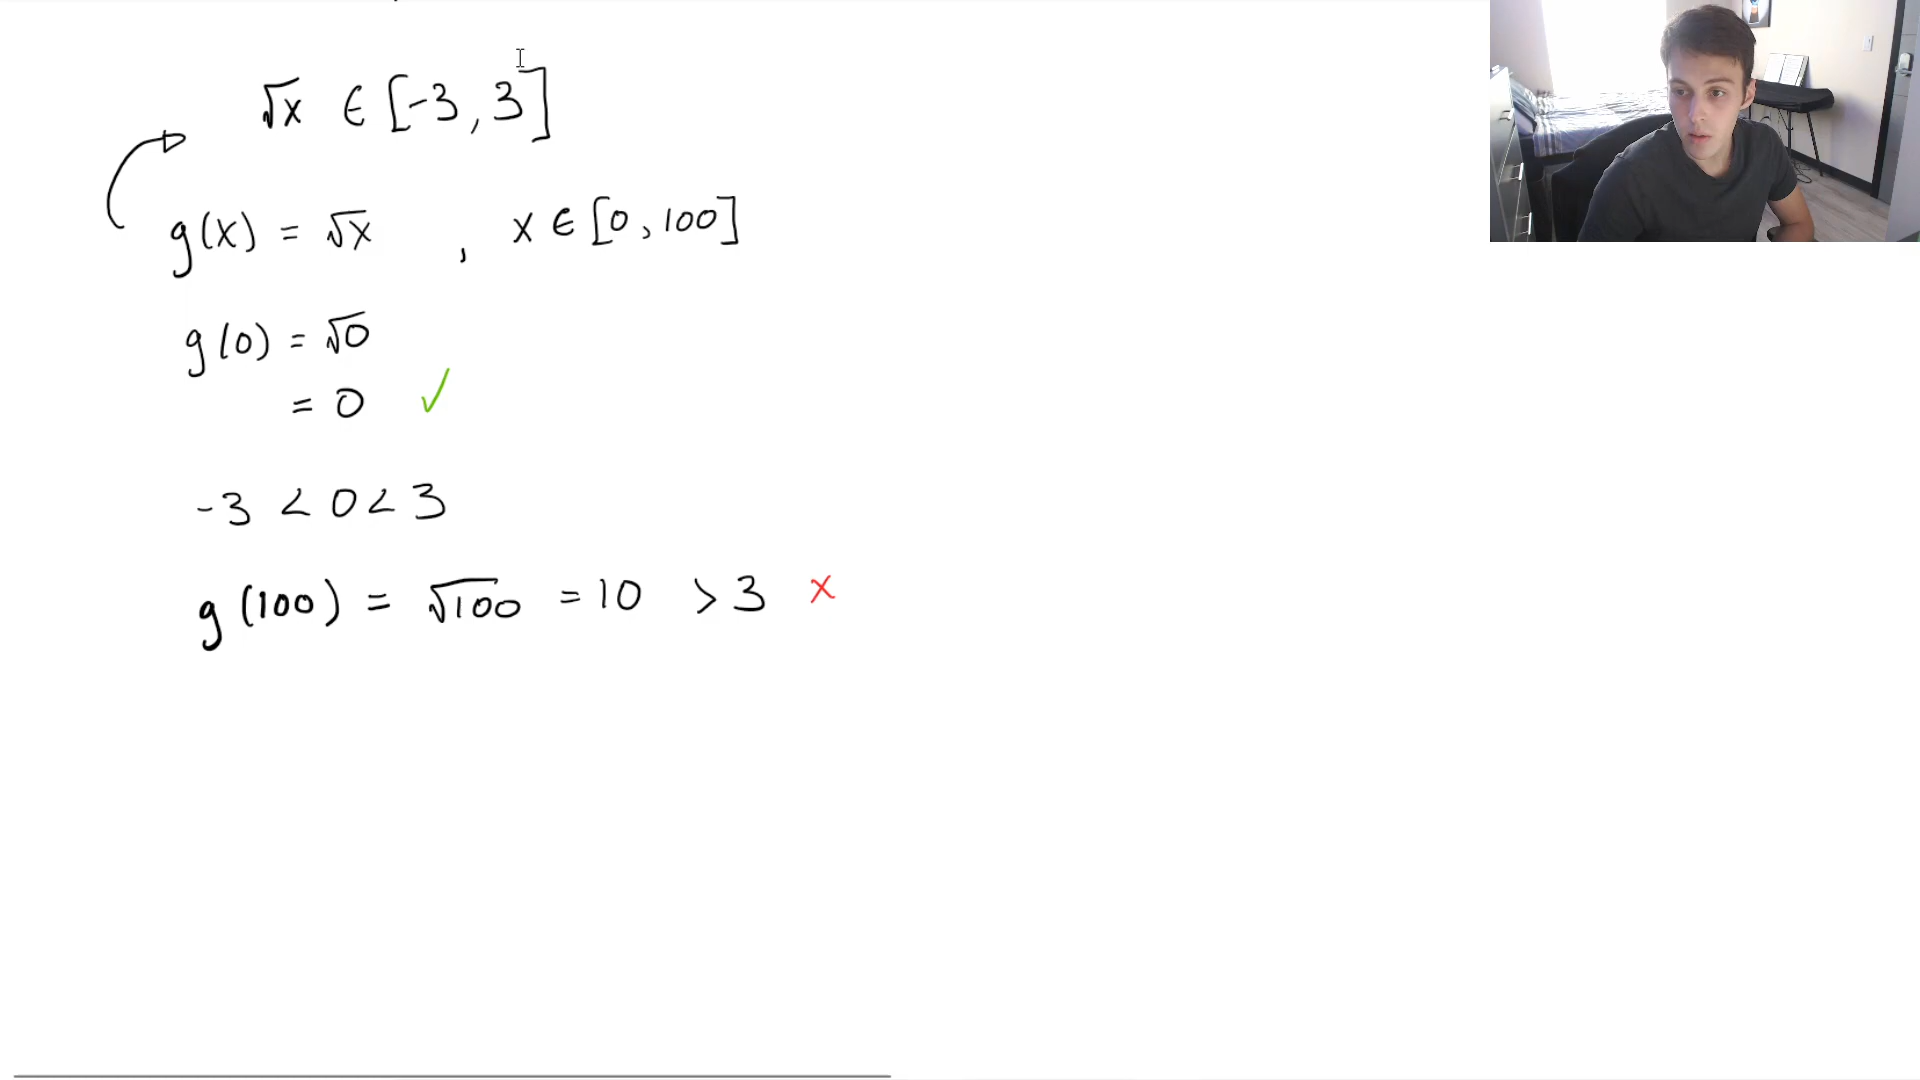 √x ∈ [-3, 3]
g(x) = √x , x ∈ [0, 100]
g(0) = √0
= 0 ✓
-3 < 0 < 3
g(100) = √100 = 10 > 3 x